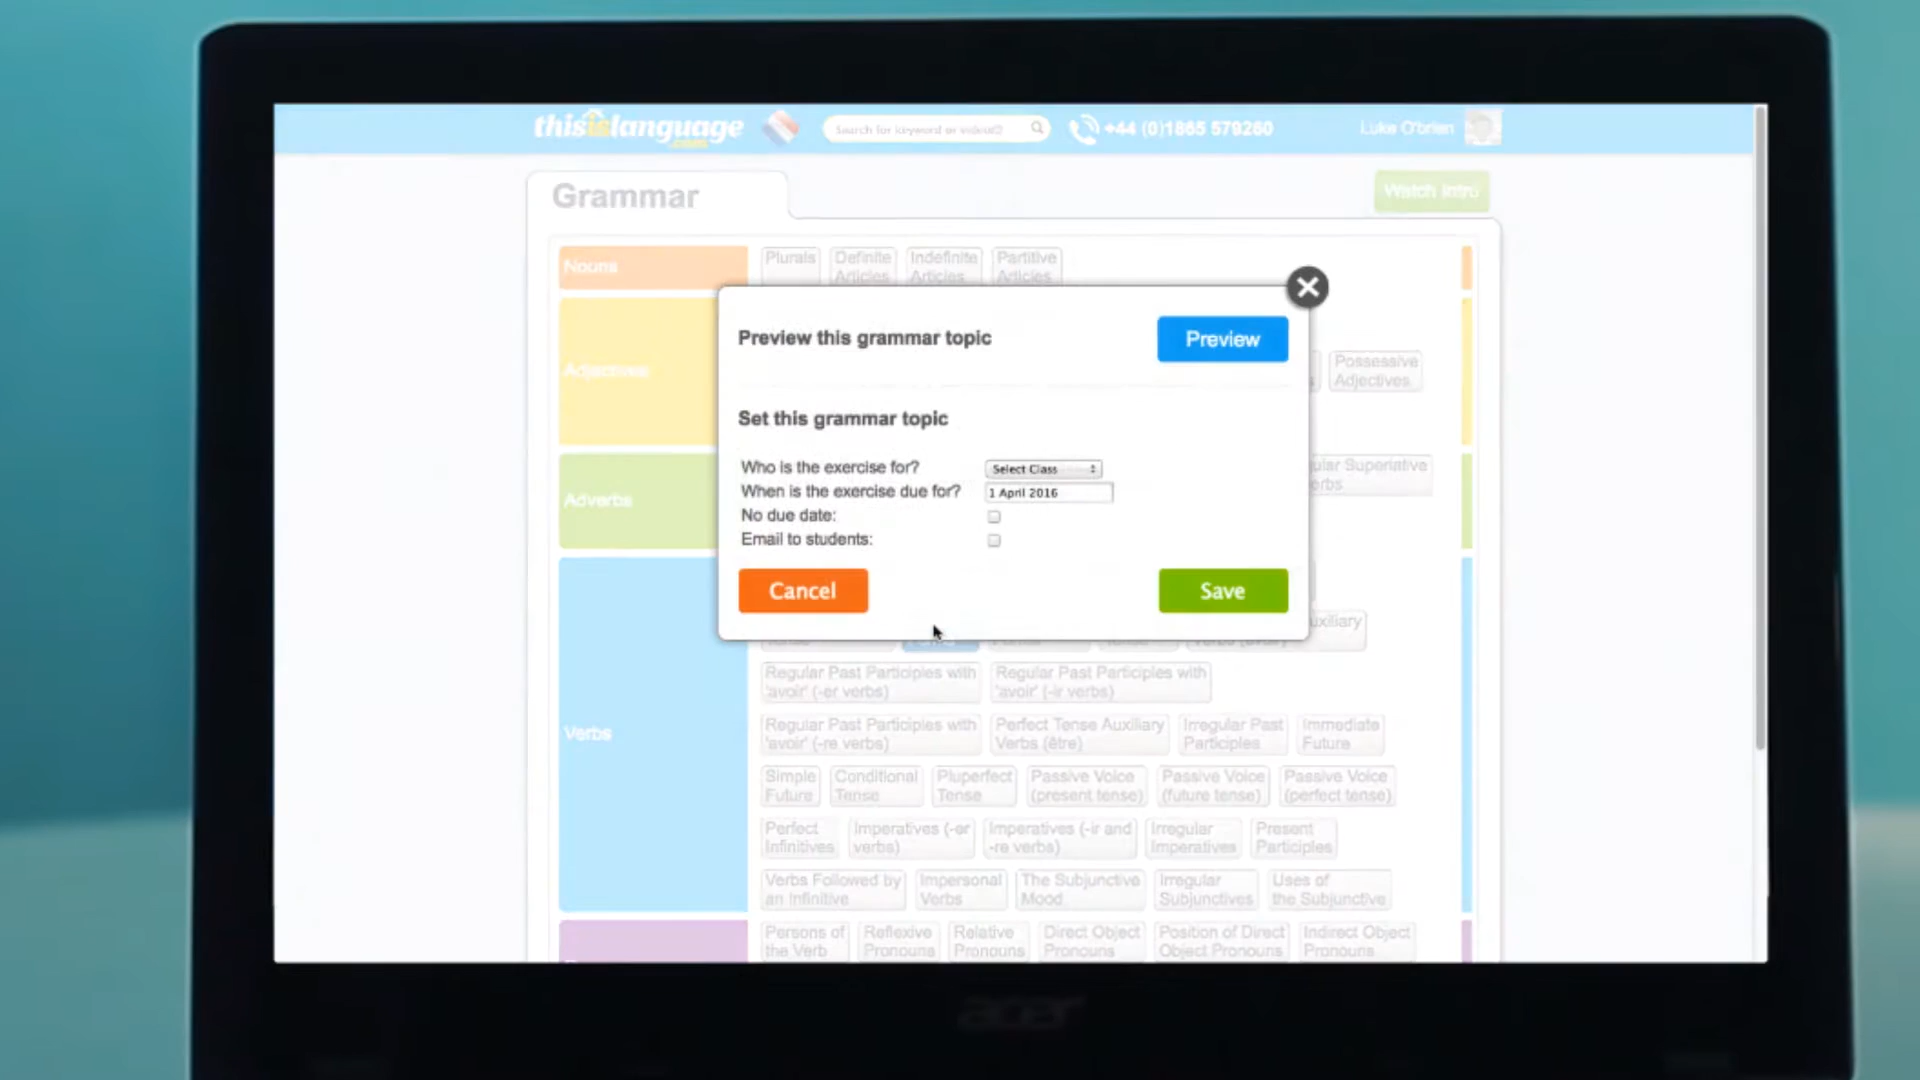 thisislanguage
.com
+44 (0)1865 579260
Luke O'brien
Grammar
Watch Intro
Nouns
Plurals
Definite
Articles
Indefinite
Articles
Partitive
Articles
Preview this grammar topic
Preview
Adjectives
Possessive
Adjectives
Set this grammar topic
Who is the exercise for?
Select Class
When is the exercise due for?
1 April 2016
No due date:
Email to students:
Adverbs
Superlative
Cancel
Save
Verbs
Regular Past Participles with
'avoir' (-er verbs)
Regular Past Participles with
'avoir' (-ir verbs)
Regular Past Participles with
'avoir' (-re verbs)
Perfect Tense Auxiliary
Verbs (être)
Irregular Past
Participles
Immediate
Future
Simple
Future
Conditional
Tense
Pluperfect
Tense
Passive Voice
(present tense)
Passive Voice
(future tense)
Passive Voice
(perfect tense)
Perfect
Infinitives
Imperatives (-er
verbs)
Imperatives (-ir and
-re verbs)
Irregular
Imperatives
Present
Participles
Verbs Followed by
an Infinitive
Impersonal
Verbs
The Subjunctive
Mood
Irregular
Subjunctives
Uses of
the Subjunctive
Persons of
the Verb
Reflexive
Pronouns
Relative
Pronouns
Direct Object
Pronouns
Position of Direct
Object Pronouns
Indirect Object
Pronouns
acer